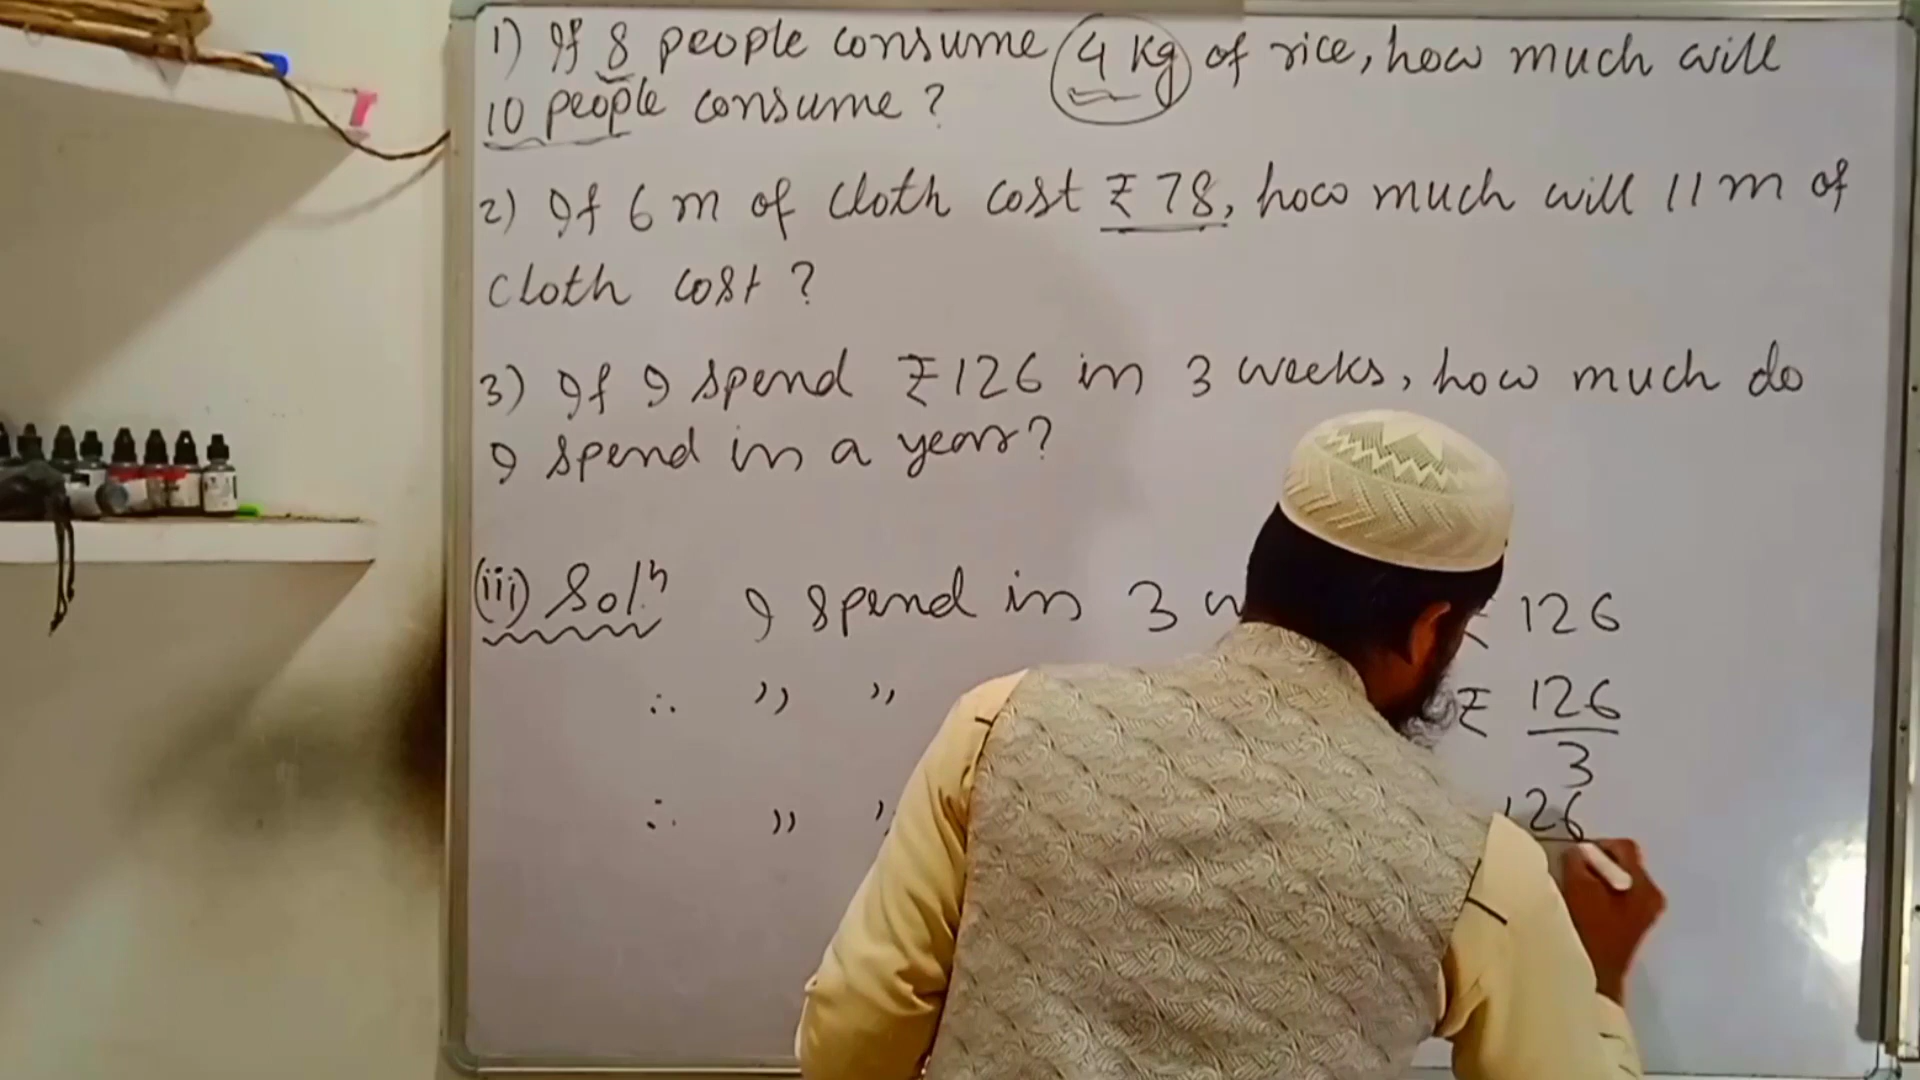 1) If 8 people consume 4 kg of rice, how much will
10 people consume?
2) If 6 m of cloth cost ₹ 78, how much will 11 m of
cloth cost?
3) If I spend ₹ 126 in 3 weeks, how much do
I spend in a year?
(iii) Solⁿ I spend in 3 ₹ 126
∴ " " ₹ 126
3
∴ " " 126